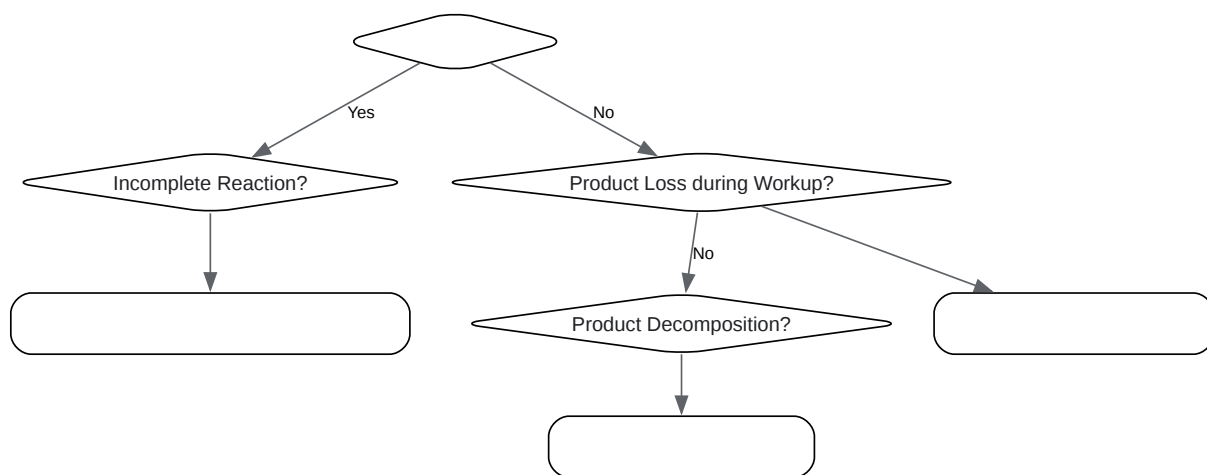 Yes
No
Incomplete Reaction?
Product Loss during Workup?
No
Product Decomposition?